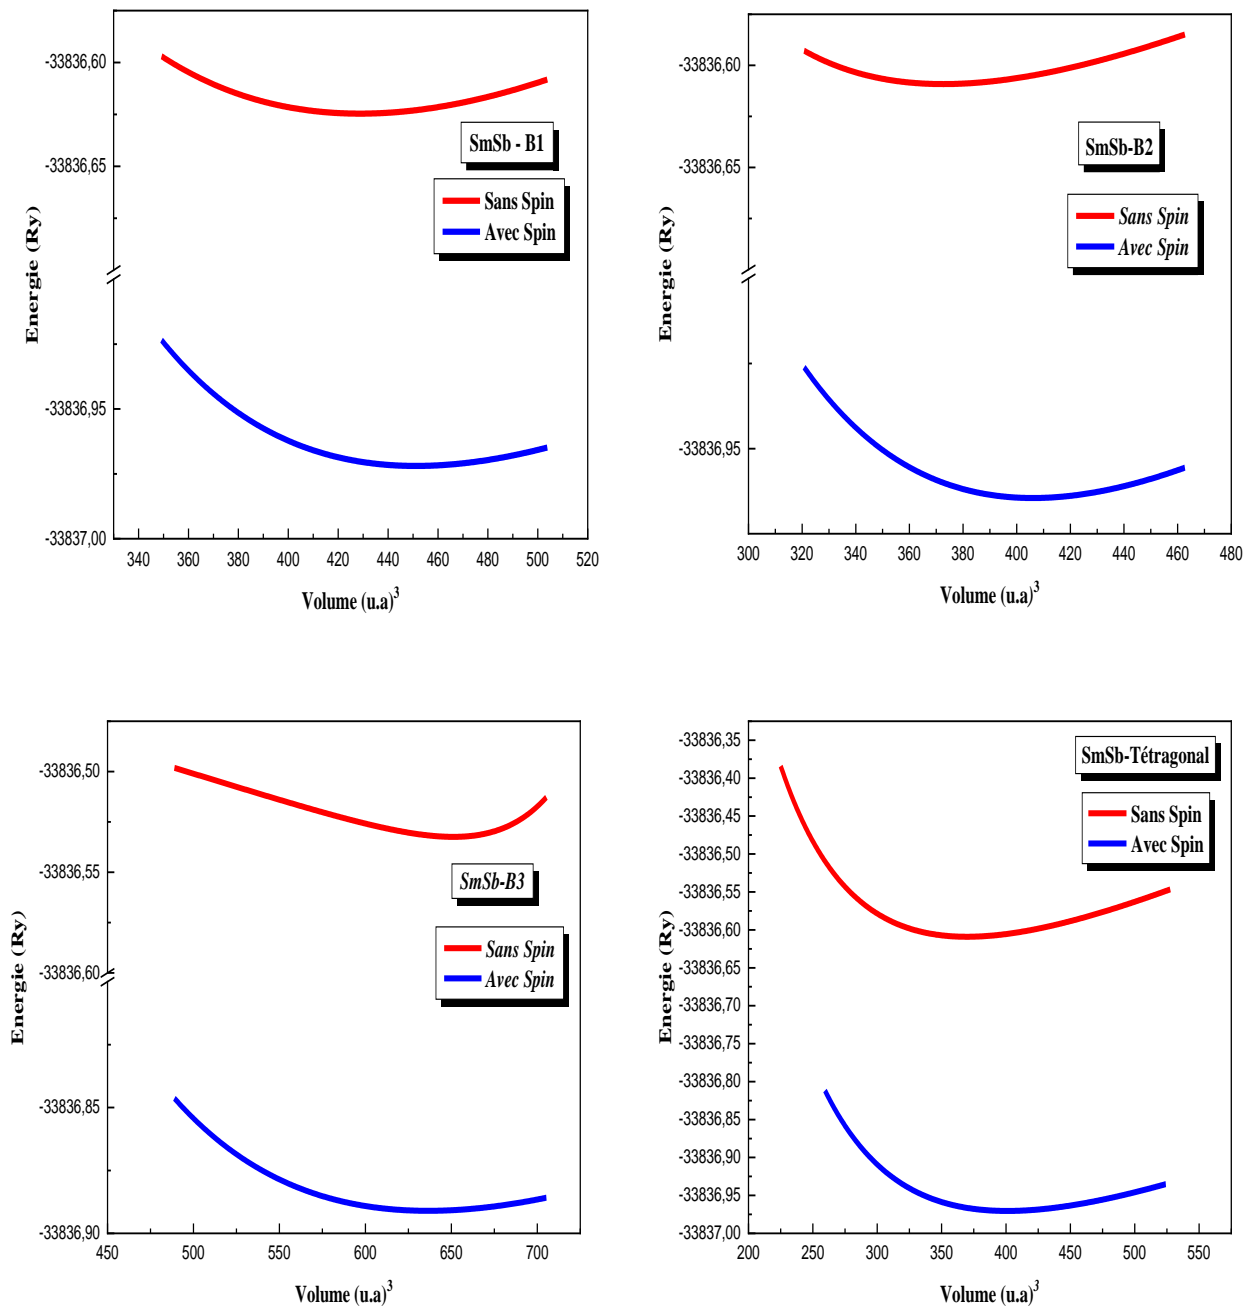 -33836,60
-33836,65
-33836,95
-33837,00
340 360 380 400 420 440 460 480 500 520
Energie (Ry)
Volume (u.a)³
SmSb - B1
Sans Spin
Avec Spin
-33836,60
-33836,65
-33836,95
300 320 340 360 380 400 420 440 460 480
Energie (Ry)
Volume (u.a)³
SmSb-B2
Sans Spin
Avec Spin
-33836,50
-33836,55
-33836,60
-33836,85
-33836,90
450 500 550 600 650 700
Energie (Ry)
Volume (u.a)³
SmSb-B3
Sans Spin
Avec Spin
-33836,35
-33836,40
-33836,45
-33836,50
-33836,55
-33836,60
-33836,65
-33836,70
-33836,75
-33836,80
-33836,85
-33836,90
-33836,95
-33837,00
200 250 300 350 400 450 500 550
Energie (Ry)
Volume (u.a)³
SmSb-Tétragonal
Sans Spin
Avec Spin